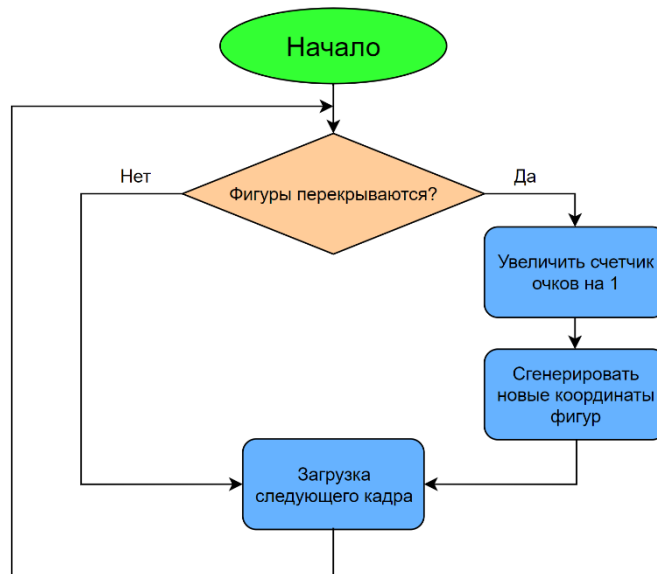 Начало
Нет
Фигуры перекрываются?
Да
Увеличить счетчик
очков на 1
Сгенерировать
новые координаты
фигур
Загрузка
следующего кадра